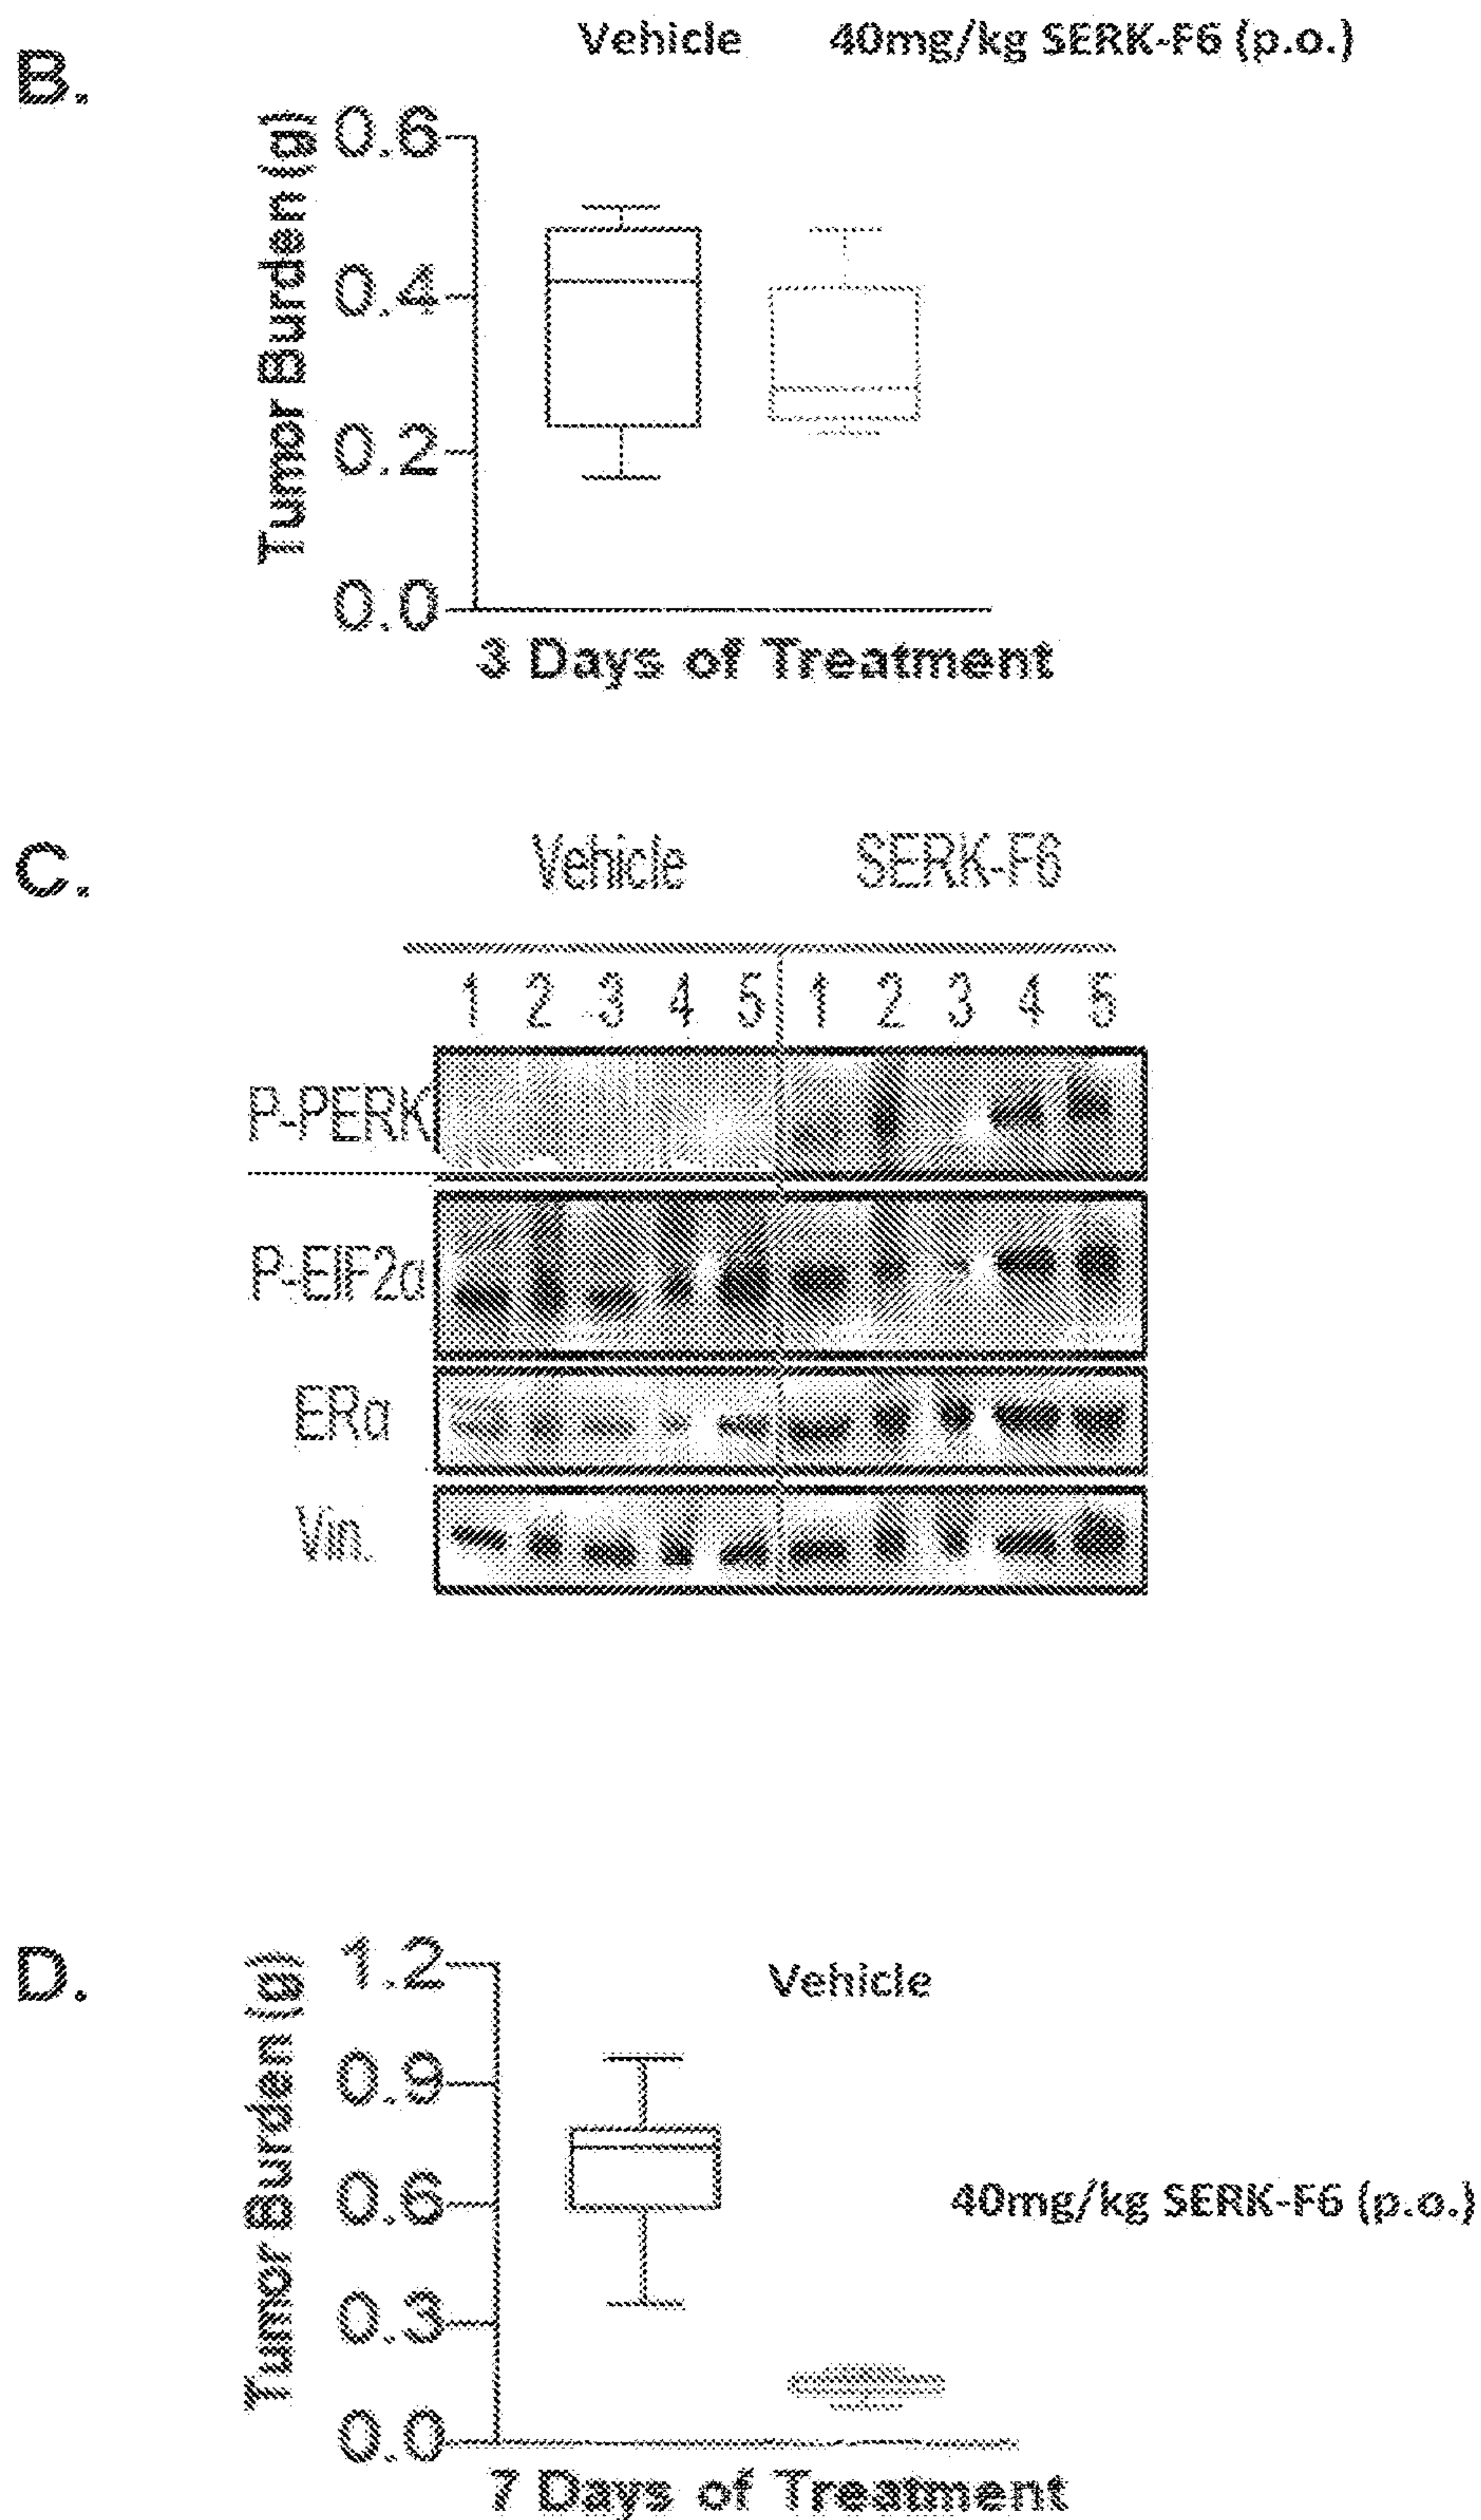 B.
Vehicle 40mg/kg SERK-F6 (p.o.)
Tumor Burden (g)
0.6
0.4
0.2
0.0
3 Days of Treatment
C.
Vehicle SERK-F6
1 2 3 4 5 1 2 3 4 5
P-PERK
P-EIF2α
ERα
Vin.
D.
Tumor Burden (g)
1.2
0.9
0.6
0.3
0.0
Vehicle
40mg/kg SERK-F6 (p.o.)
7 Days of Treatment